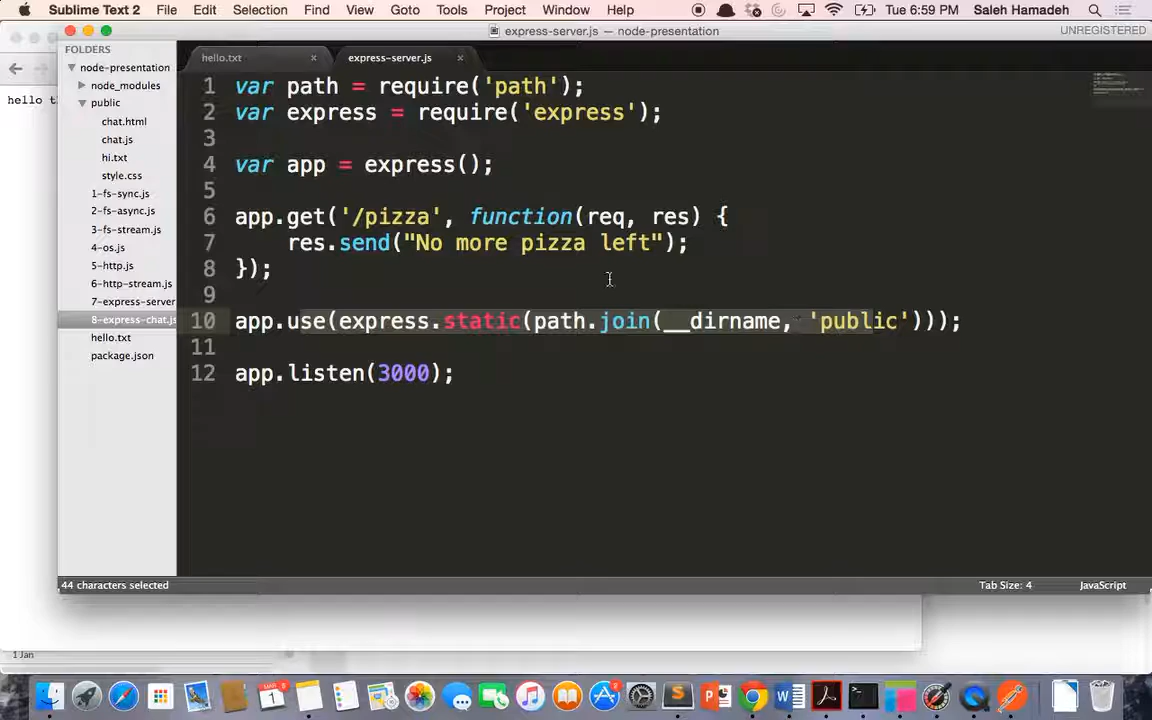 Sublime Text 2 File Edit Selection Find View Goto Tools Project Window Help Tue 6:59 PM Saleh Hamadeh
express-server.js — node-presentation
UNREGISTERED
FOLDERS
node-presentation
node_modules
public
chat.html
chat.js
hi.txt
style.css
1-fs-sync.js
2-fs-async.js
3-fs-stream.js
4-os.js
5-http.js
6-http-stream.js
7-express-server
8-express-chat.js
hello.txt
package.json
hello.txt express-server.js
1 var path = require('path');
2 var express = require('express');
3
4 var app = express();
5
6 app.get('/pizza', function(req, res) {
7 res.send("No more pizza left");
8 });
9
10 app.use(express.static(path.join(__dirname, 'public')));
11
12 app.listen(3000);
44 characters selected Tab Size: 4 JavaScript
hello
1 Jan